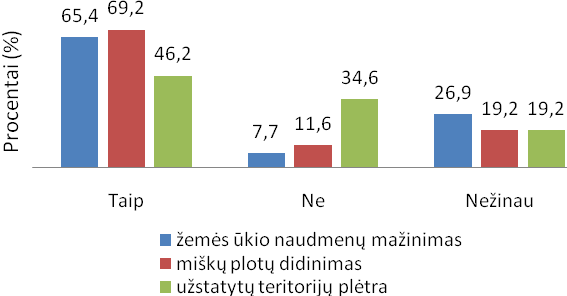 Procentai (%)
65,4 69,2 46,2
7,7 11,6 34,6
26,9 19,2 19,2
Taip Ne Nežinau
žemės ūkio naudmenų mažinimas
miškų plotų didinimas
užstatytų teritorijų plėtra